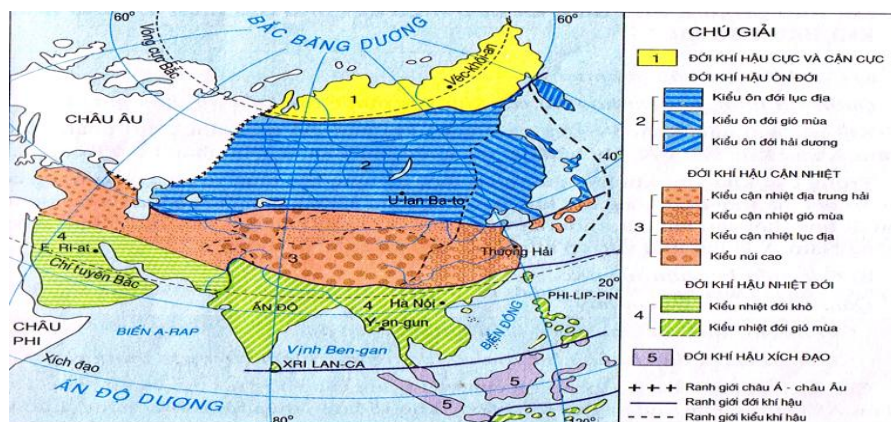 60°
60°
Vòng cực Bắc
BẮC BĂNG DƯƠNG
Véc-khôi-an
1
CHÂU ÂU
2
40°
U-lan Ba-to
4
E. Ri-at
3
Thượng Hải
Chí tuyến Bắc
20°
ẤN ĐỘ
4
Hà Nội
PHI-LIP-PIN
Y-an-gun
CHÂU
PHI
BIỂN A-RAP
BIỂN ĐÔNG
Vịnh Ben-gan
Xích đạo
XRI LAN-CA
5
5
ẤN ĐỘ DƯƠNG
80°
CHÚ GIẢI
1 ĐỚI KHÍ HẬU CỰC VÀ CẬN CỰC
ĐỚI KHÍ HẬU ÔN ĐỚI
Kiểu ôn đới lục địa
2 Kiểu ôn đới gió mùa
Kiểu ôn đới hải dương
ĐỚI KHÍ HẬU CẬN NHIỆT
Kiểu cận nhiệt địa trung hải
Kiểu cận nhiệt gió mùa
3
Kiểu cận nhiệt lục địa
Kiểu núi cao
ĐỚI KHÍ HẬU NHIỆT ĐỚI
Kiểu nhiệt đới khô
4
Kiểu nhiệt đới gió mùa
5 ĐỚI KHÍ HẬU XÍCH ĐẠO
Ranh giới châu Á - châu Âu
Ranh giới đới khí hậu
Ranh giới kiểu khí hậu